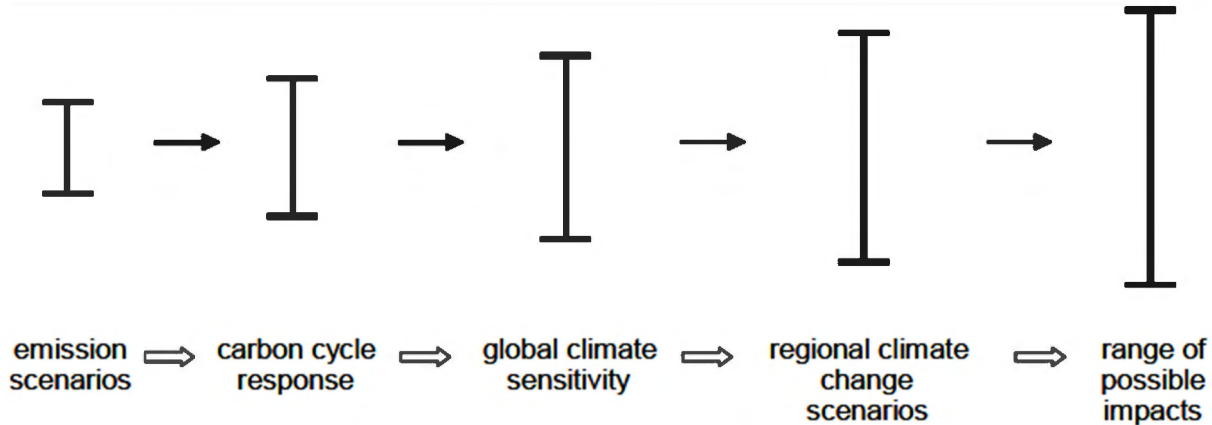 emission
scenarios
carbon cycle
response
global climate
sensitivity
regional climate
change
scenarios
range of
possible
impacts